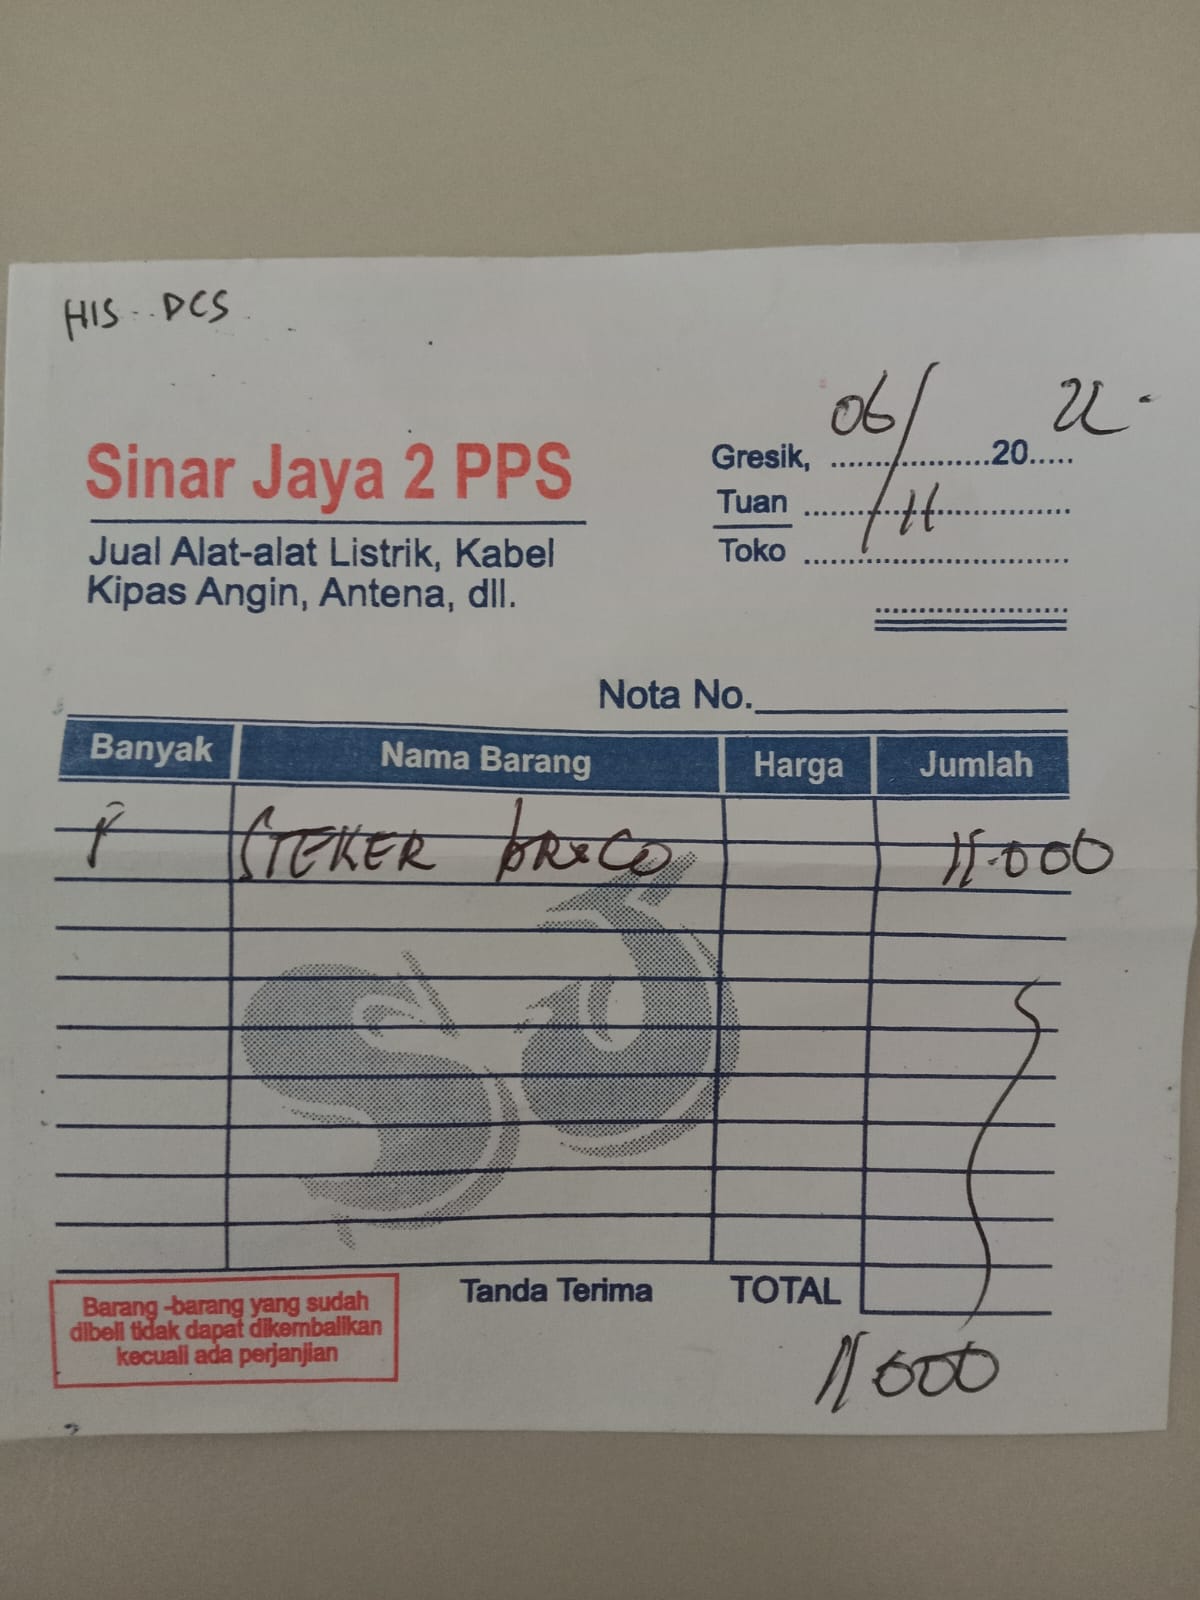 HIS - DCS
Sinar Jaya 2 PPS
Jual Alat-alat Listrik, Kabel
Kipas Angin, Antena, dll.
Gresik, 06/11 20 22
Tuan
Toko
Nota No.
Banyak Nama Barang Harga Jumlah
1 STEKER 11.000
Tanda Terima TOTAL 11000
Barang -barang yang sudah
dibeli tidak dapat dikembalikan
kecuali ada perjanjian